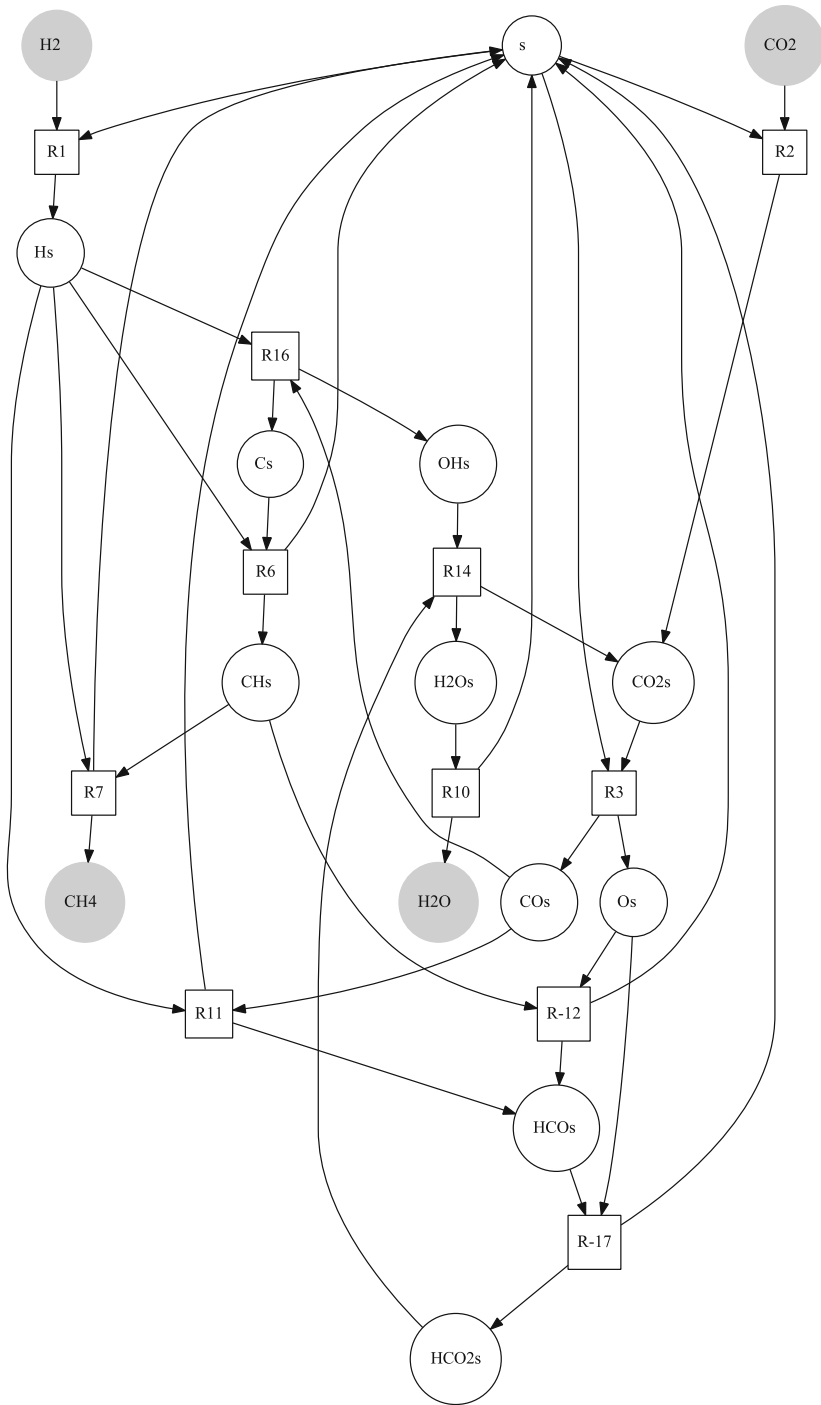 H2
s
CO2
R1
R2
Hs
R16
Cs
OHs
R6
R14
CHs
H2Os
CO2s
R7
R10
R3
CH4
H2O
COs
Os
R11
R-12
HCOs
R-17
HCO2s